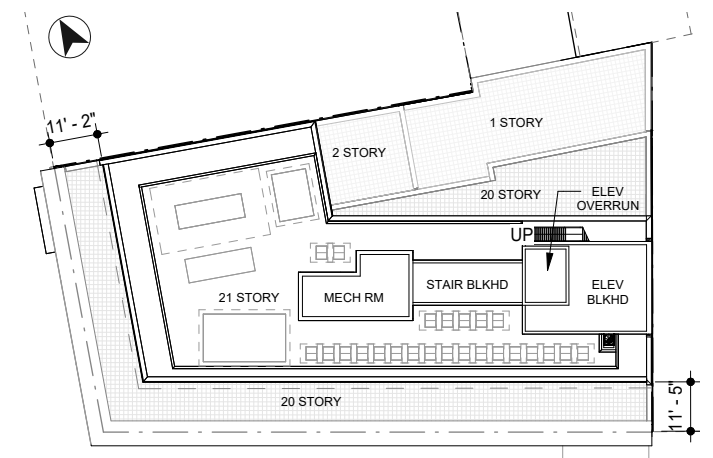 11' - 2"
1 STORY
2 STORY
20 STORY
ELEV
OVERRUN
UP
21 STORY
MECH RM
STAIR BLKHD
ELEV
BLKHD
20 STORY
11' - 5"